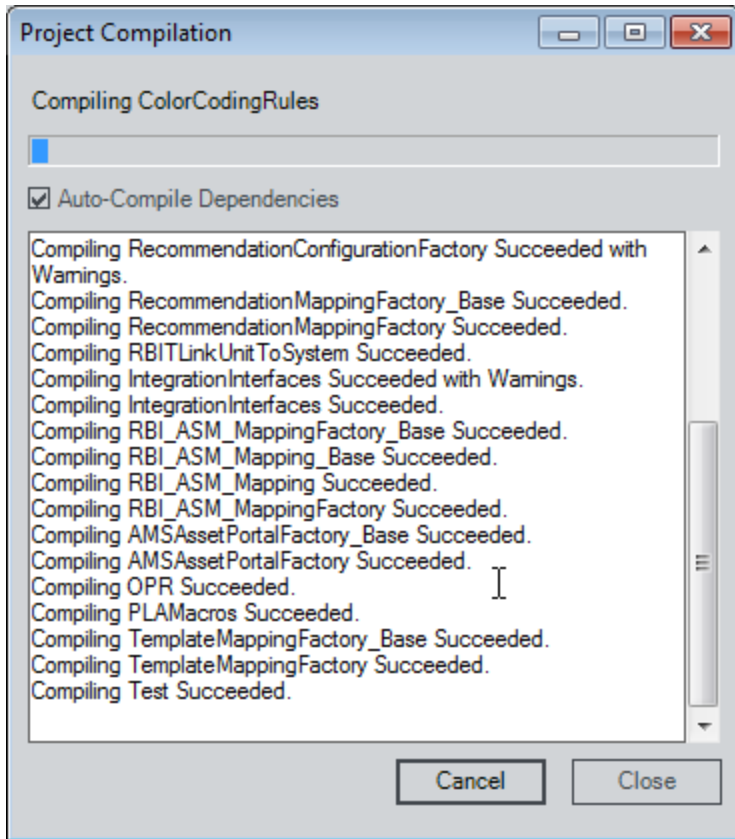 Project Compilation
Compiling ColorCodingRules
Auto-Compile Dependencies
Compiling RecommendationConfigurationFactory Succeeded with
Warnings.
Compiling RecommendationMappingFactory_Base Succeeded.
Compiling RecommendationMappingFactory Succeeded.
Compiling RBITLinkUnitToSystem Succeeded.
Compiling IntegrationInterfaces Succeeded with Warnings.
Compiling IntegrationInterfaces Succeeded.
Compiling RBI_ASM_MappingFactory_Base Succeeded.
Compiling RBI_ASM_Mapping_Base Succeeded.
Compiling RBI_ASM_Mapping Succeeded.
Compiling RBI_ASM_MappingFactory Succeeded.
Compiling AMSAssetPortalFactory_Base Succeeded.
Compiling AMSAssetPortalFactory Succeeded.
Compiling OPR Succeeded.
Compiling PLAMacros Succeeded.
Compiling TemplateMappingFactory_Base Succeeded.
Compiling TemplateMappingFactory Succeeded.
Compiling Test Succeeded.
Cancel Close